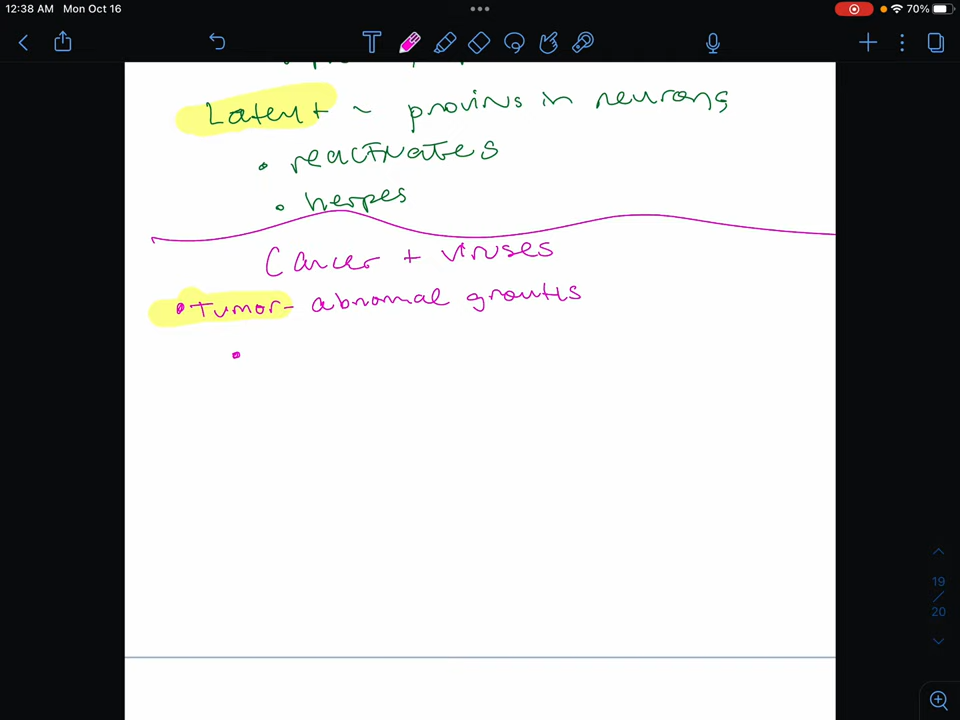 12:38 AM Mon Oct 16
70%
Latent ~ provirus in neurons
• reactivates
• herpes
Cancer + viruses
• Tumor - abnormal growths
•
19
/
20